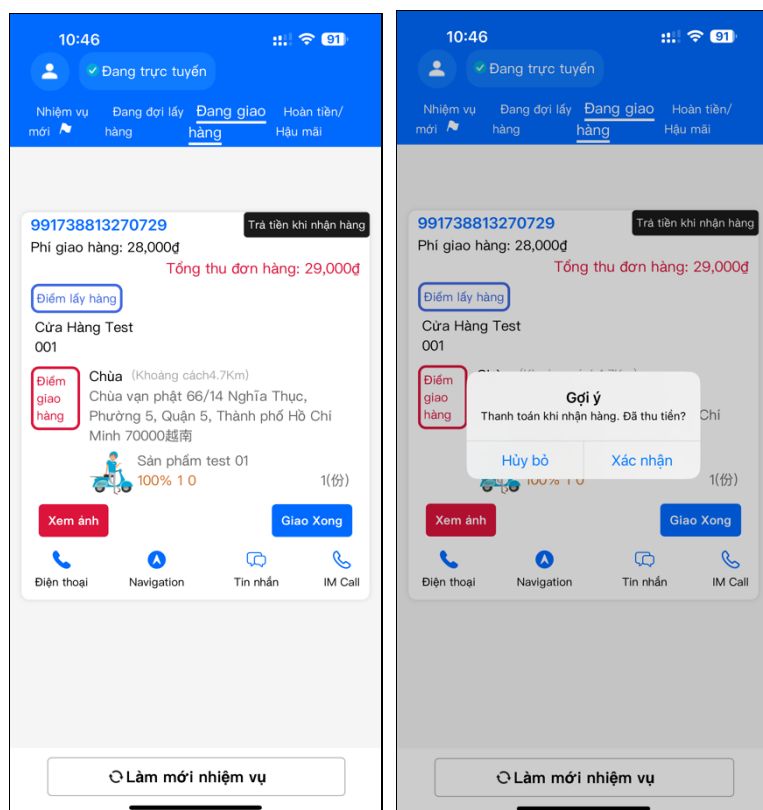 10:46
91
Đang trực tuyến
Nhiệm vụ mới
Đang đợi lấy hàng
Đang giao hàng
Hoàn tiền/ Hậu mãi
991738813270729
Trả tiền khi nhận hàng
Phí giao hàng: 28,000₫
Tổng thu đơn hàng: 29,000₫
Điểm lấy hàng
Cửa Hàng Test
001
Điểm
giao
hàng
Chùa (Khoảng cách4.7Km)
Chùa vạn phật 66/14 Nghĩa Thục,
Phường 5, Quận 5, Thành phố Hồ Chí
Minh 70000越南
Sản phẩm test 01
100% 1 0
1(份)
Xem ảnh
Giao Xong
Điện thoại
Navigation
Tin nhắn
IM Call
Làm mới nhiệm vụ
10:46
91
Đang trực tuyến
Nhiệm vụ mới
Đang đợi lấy hàng
Đang giao hàng
Hoàn tiền/ Hậu mãi
991738813270729
Trả tiền khi nhận hàng
Phí giao hàng: 28,000₫
Tổng thu đơn hàng: 29,000₫
Điểm lấy hàng
Cửa Hàng Test
001
Điểm
giao
hàng
Gợi ý
Thanh toán khi nhận hàng. Đã thu tiền?
Chí
Hủy bỏ
Xác nhận
100% 1 0
1(份)
Xem ảnh
Giao Xong
Điện thoại
Navigation
Tin nhắn
IM Call
Làm mới nhiệm vụ